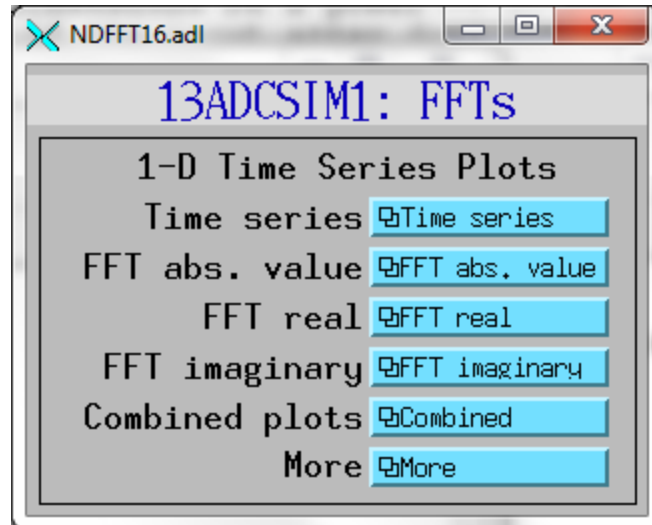 NDFFT16.adl
13ADCSIM1: FFTs
1-D Time Series Plots
Time series Time series
FFT abs. value FFT abs. value
FFT real FFT real
FFT imaginary FFT imaginary
Combined plots Combined
More More